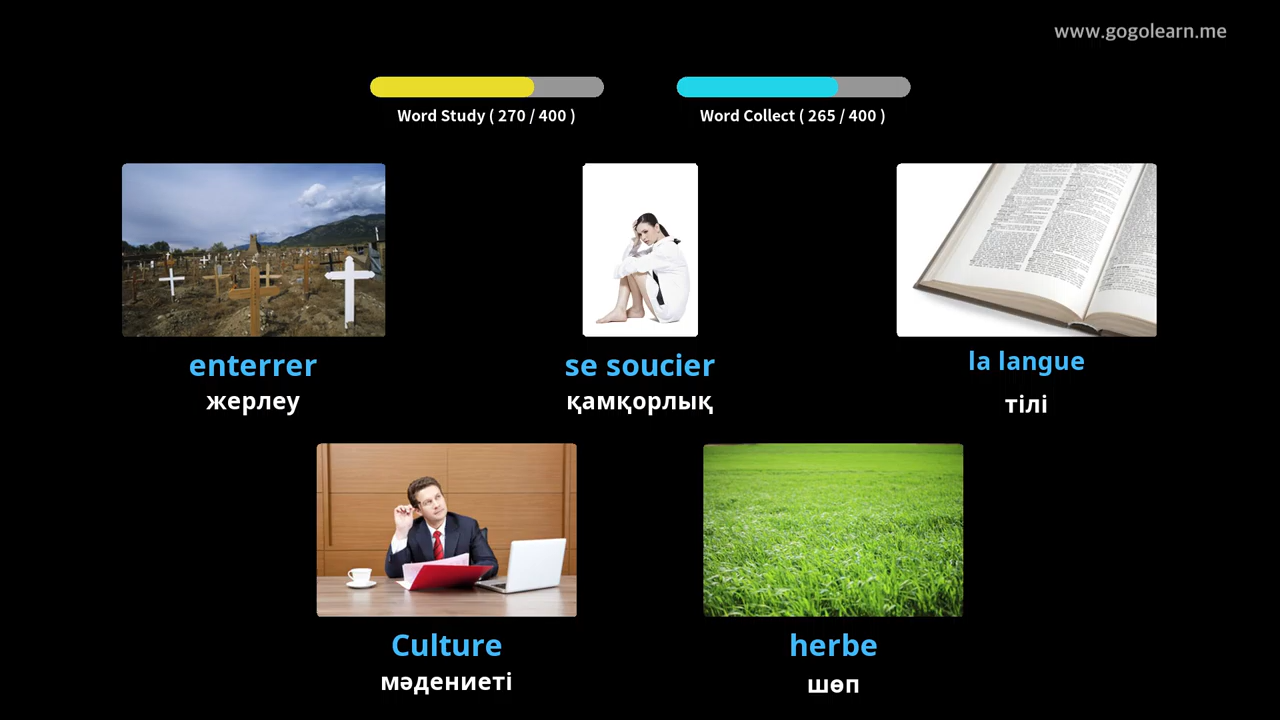 www.gogolearn.me
Word Study ( 270 / 400 )
Word Collect ( 265 / 400 )
enterrer
жерлеу
se soucier
қамқорлық
la langue
тілі
Culture
мәдениеті
herbe
шөп